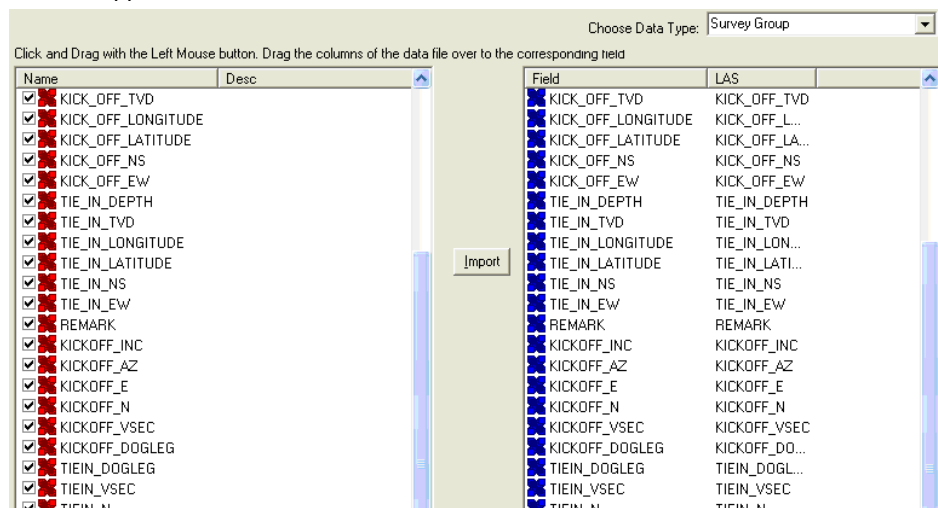 Choose Data Type: Survey Group
Click and Drag with the Left Mouse button. Drag the columns of the data file over to the corresponding field
Name Desc Field LAS
KICK_OFF_TVD KICK_OFF_TVD KICK_OFF_TVD
KICK_OFF_LONGITUDE KICK_OFF_LONGITUDE KICK_OFF_L...
KICK_OFF_LATITUDE KICK_OFF_LATITUDE KICK_OFF_LA...
KICK_OFF_NS KICK_OFF_NS KICK_OFF_NS
KICK_OFF_EW KICK_OFF_EW KICK_OFF_EW
TIE_IN_DEPTH TIE_IN_DEPTH TIE_IN_DEPTH
TIE_IN_TVD TIE_IN_TVD TIE_IN_TVD
TIE_IN_LONGITUDE TIE_IN_LONGITUDE TIE_IN_LON...
TIE_IN_LATITUDE Import TIE_IN_LATITUDE TIE_IN_LATI...
TIE_IN_NS TIE_IN_NS TIE_IN_NS
TIE_IN_EW TIE_IN_EW TIE_IN_EW
REMARK REMARK REMARK
KICKOFF_INC KICKOFF_INC KICKOFF_INC
KICKOFF_AZ KICKOFF_AZ KICKOFF_AZ
KICKOFF_E KICKOFF_E KICKOFF_E
KICKOFF_N KICKOFF_N KICKOFF_N
KICKOFF_VSEC KICKOFF_VSEC KICKOFF_VSEC
KICKOFF_DOGLEG KICKOFF_DOGLEG KICKOFF_DO...
TIEIN_DOGLEG TIEIN_DOGLEG TIEIN_DOGL...
TIEIN_VSEC TIEIN_VSEC TIEIN_VSEC
TIEIN_N TIEIN_N TIEIN_N